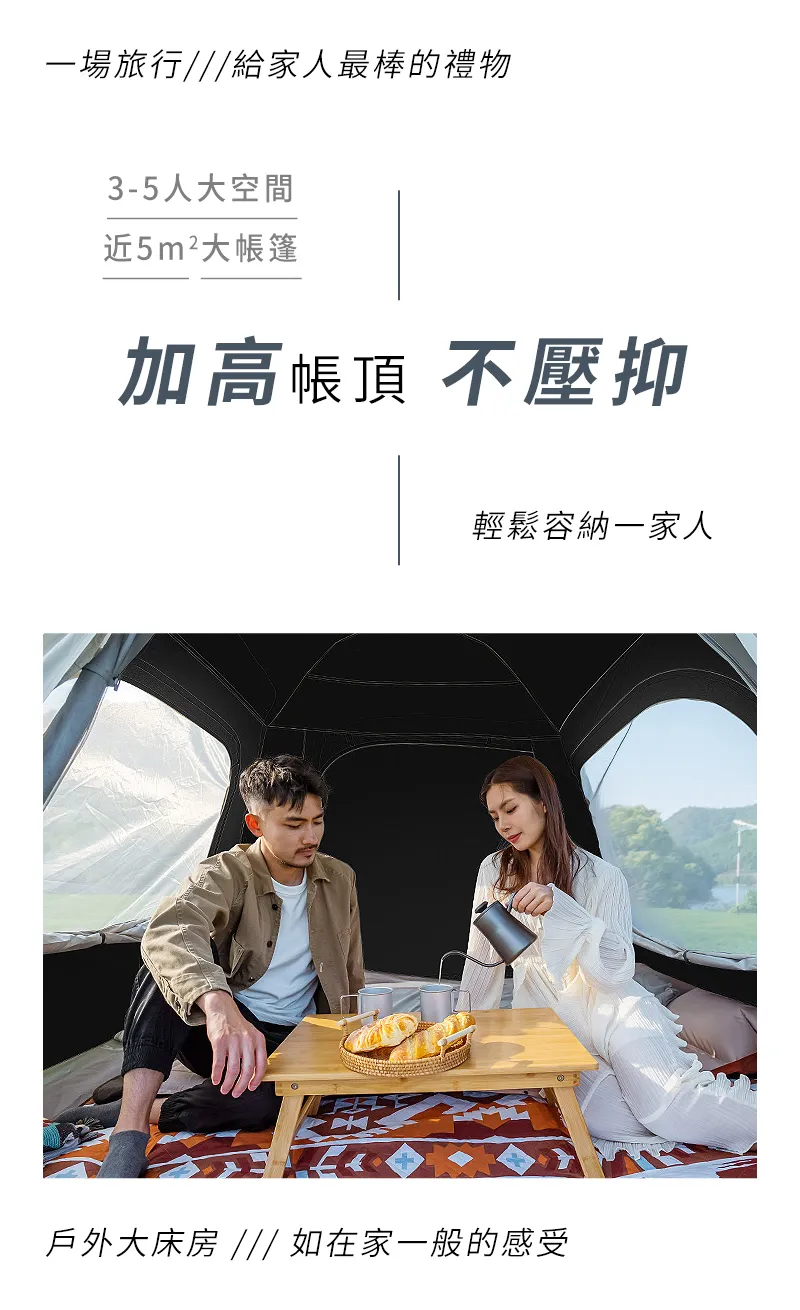 一場旅行///給家人最棒的禮物
3-5人大空間
近5m²大帳篷
加高帳頂 不壓抑
輕鬆容納一家人
戶外大床房 /// 如在家一般的感受